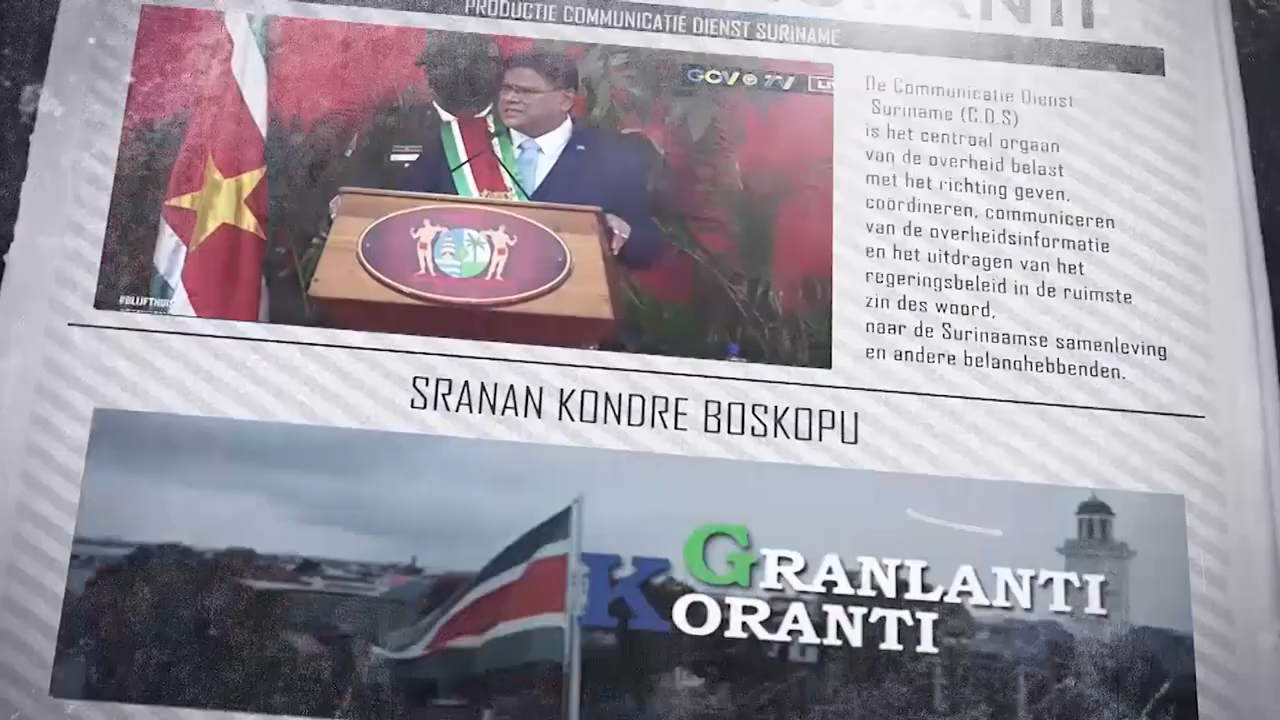 PRODUCTIE COMMUNICATIE DIENST SURINAME
GCV TV
#BLIJFTHUIS
De Communicatie Dienst
Suriname (C.D.S)
is het centraal orgaan
van de overheid belast
met het richting geven,
coördineren, communiceren
van de overheidsinformatie
en het uitdragen van het
regeringsbeleid in de ruimste
zin des woord,
naar de Surinaamse samenleving
en andere belanghebbenden.
SRANAN KONDRE BOSKOPU
GRANLANTI
KORANTI